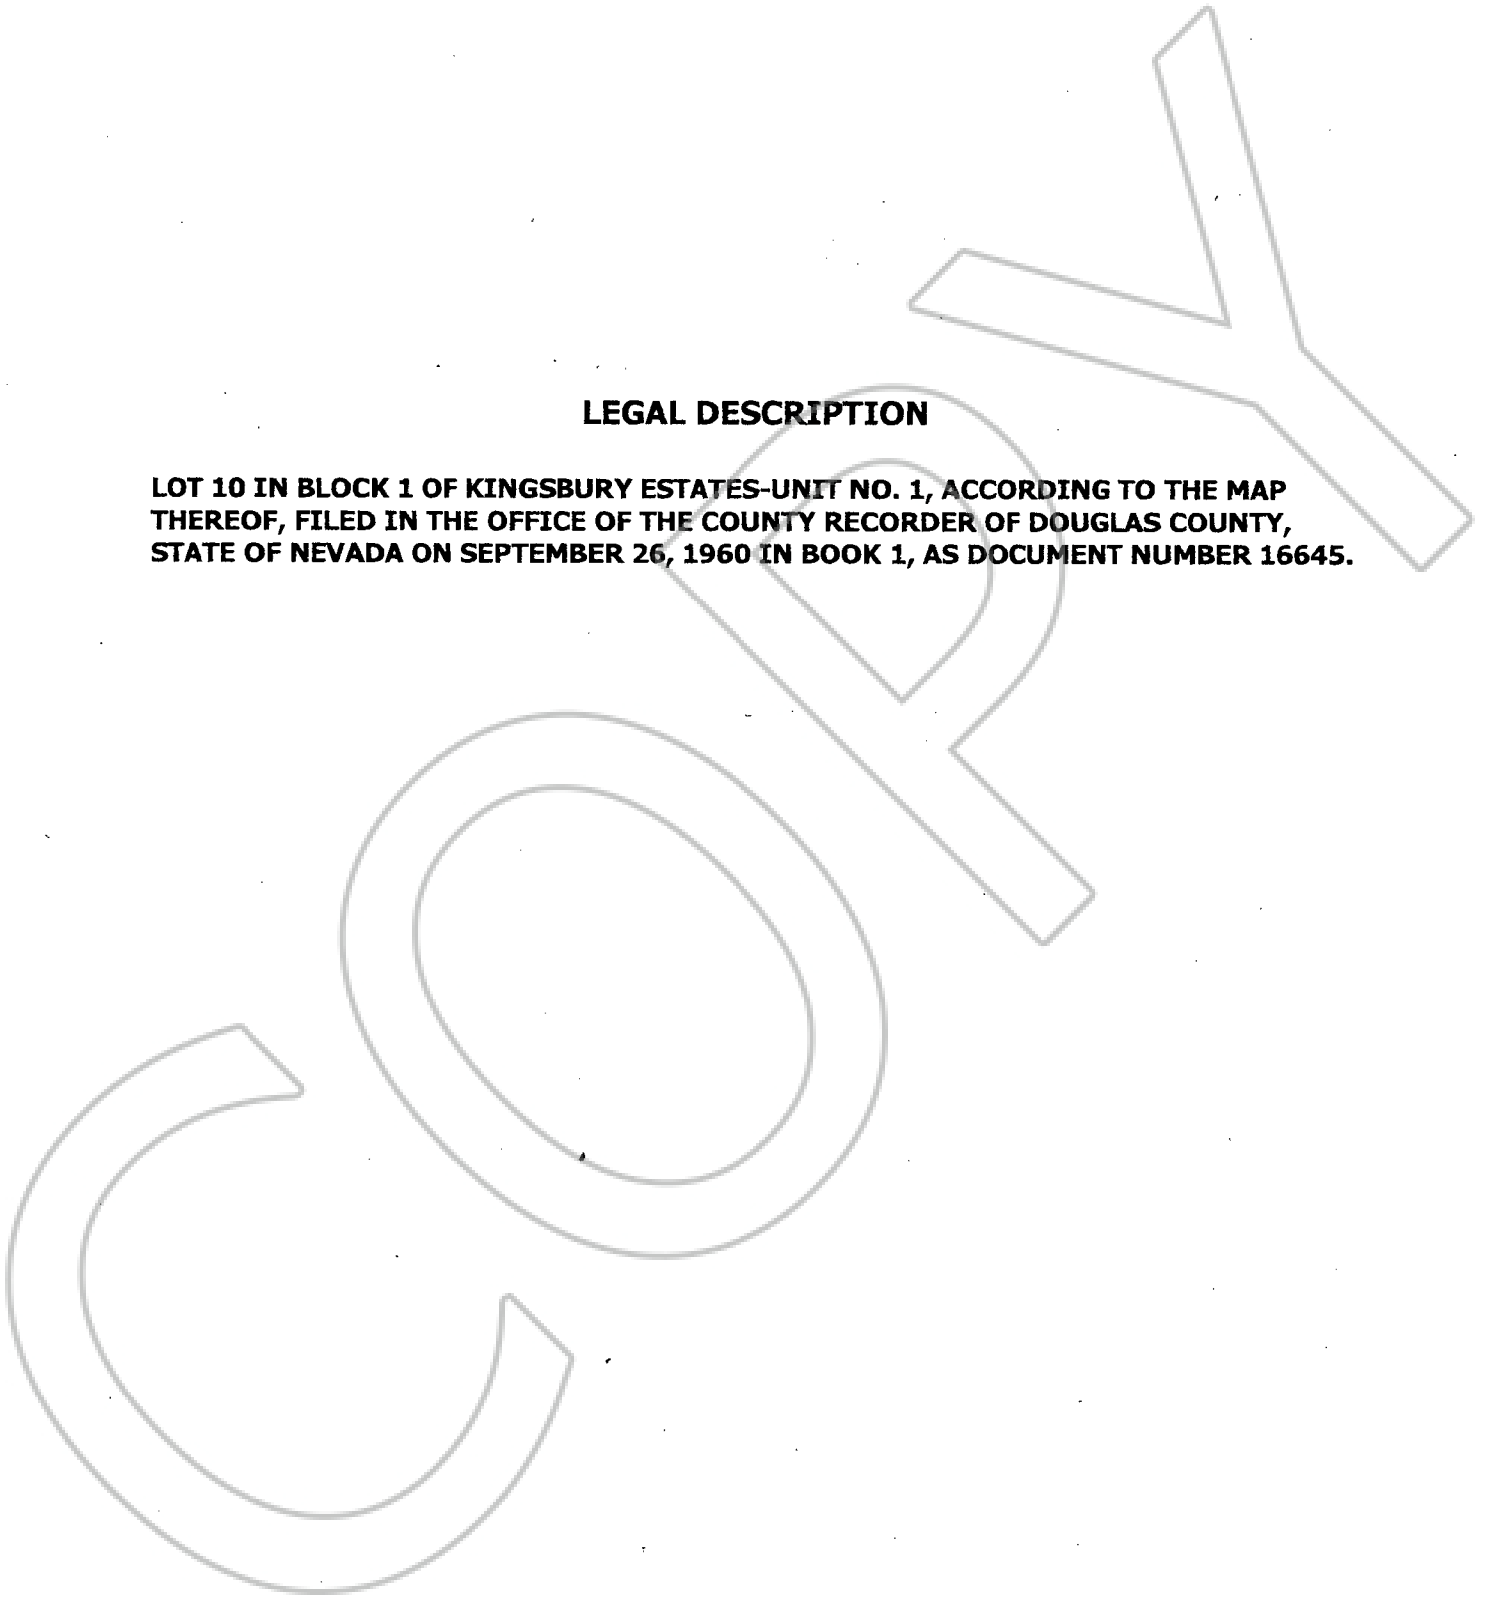 LEGAL DESCRIPTION
LOT 10 IN BLOCK 1 OF KINGSBURY ESTATES-UNIT NO. 1, ACCORDING TO THE MAP
THEREOF, FILED IN THE OFFICE OF THE COUNTY RECORDER OF DOUGLAS COUNTY,
STATE OF NEVADA ON SEPTEMBER 26, 1960 IN BOOK 1, AS DOCUMENT NUMBER 16645.
COPY